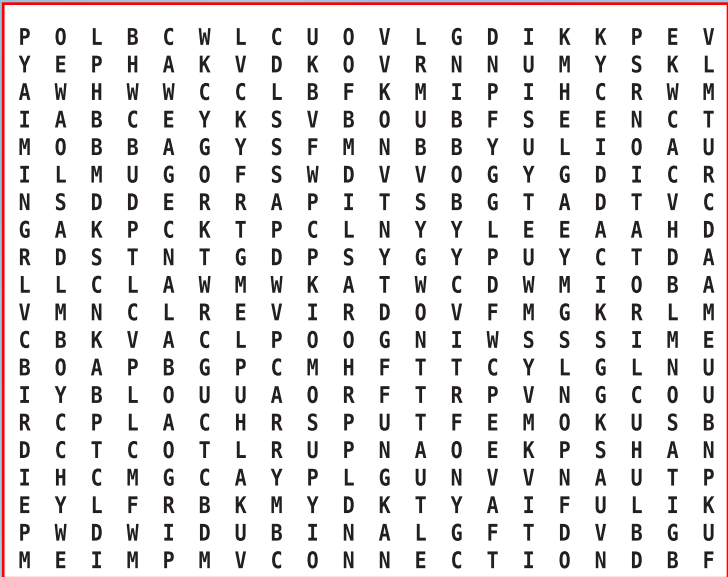 P O L B C W L C U O V L G D I K K P E V
Y E P H A K V D K O V R N N U M Y S K L
A W H W W C C L B F K M I P I H C R W M
I A B C E Y K S V B O U B F S E E N C T
M O B B A G Y S F M N B B Y U L I O A U
I L M U G O F S W D V V O G Y G D I C R
N S D D E R R A P I T S B G T A D T V C
G A K P C K T P C L N Y Y L E E A A H D
R D S T N T G D P S Y G Y P U Y C T D A
L L C L A W M W K A T W C D W M I O B A
V M N C L R E V I R D O V F M G K R L M
C B K V A C L P O O G N I W S S S I M E
B O A P B G P C M H F T T C Y L G L N U
I Y B L O U U A O R F T R P V N G C O U
R C P L A C H R S P U T F E M O K U S B
D C T C O T L R U P N A O E K P S H A N
I H C M G C A Y P L G U N V V N A U T P
E Y L F R B K M Y D K T Y A I F U L I K
P W D W I D U B I N A L G F T D V B G U
M E I M P M V C O N N E C T I O N D B F